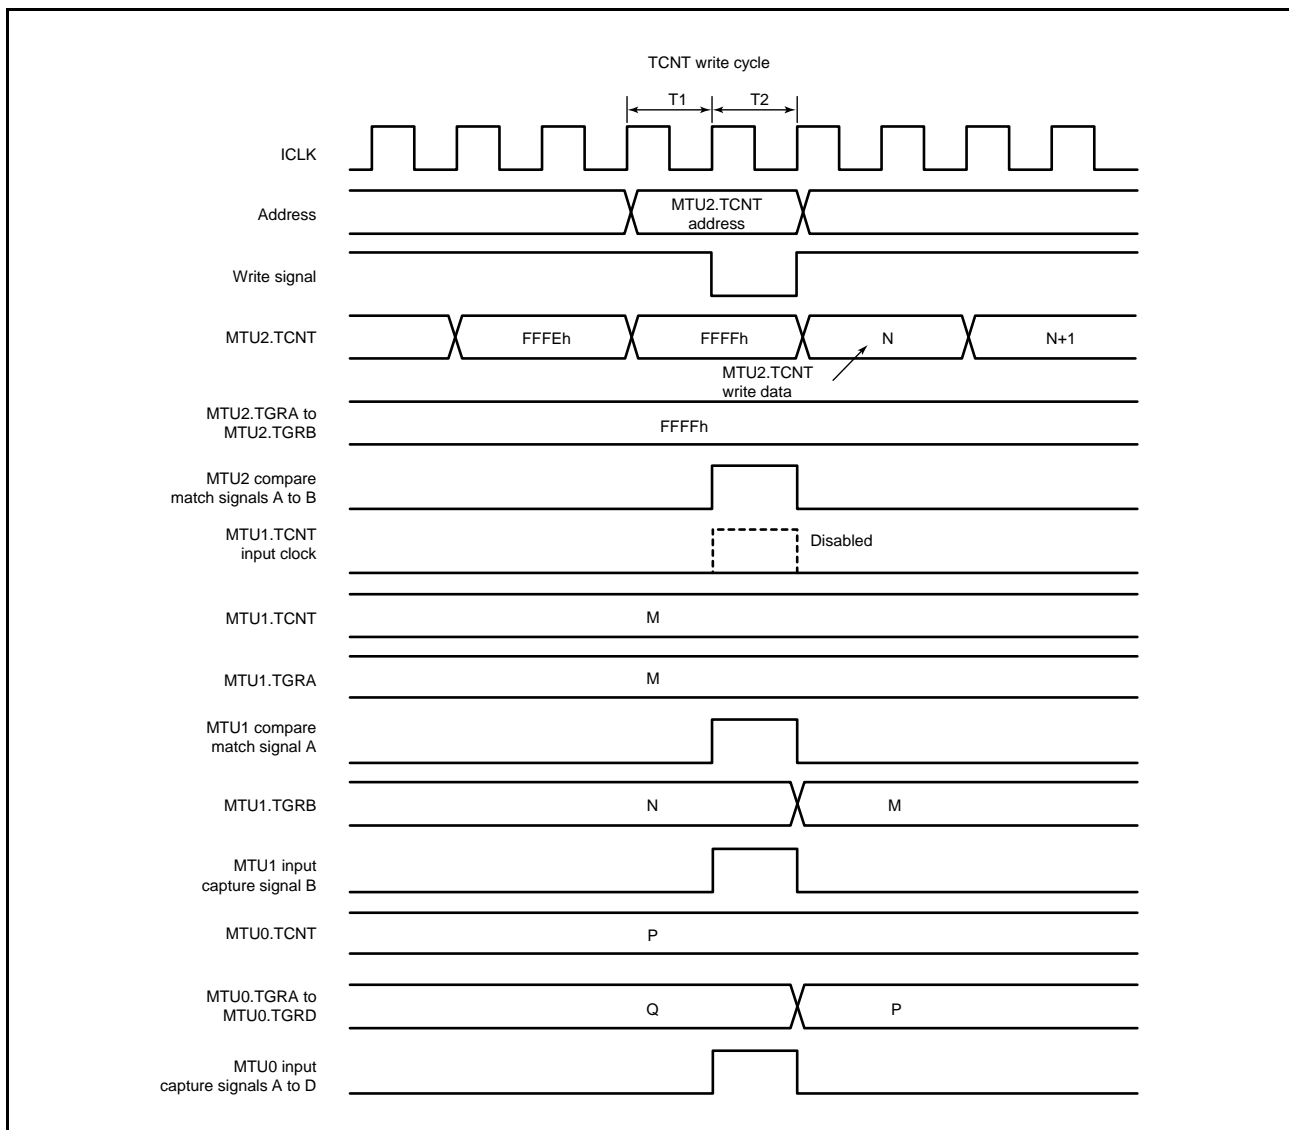 TCNT write cycle
T1 T2
ICLK
Address
MTU2.TCNT
address
Write signal
MTU2.TCNT FFFEh FFFFh N N+1
MTU2.TCNT
write data
MTU2.TGRA to
MTU2.TGRB
FFFFh
MTU2 compare
match signals A to B
MTU1.TCNT
input clock
Disabled
MTU1.TCNT M
MTU1.TGRA M
MTU1 compare
match signal A
MTU1.TGRB N M
MTU1 input
capture signal B
MTU0.TCNT P
MTU0.TGRA to
MTU0.TGRD
Q P
MTU0 input
capture signals A to D